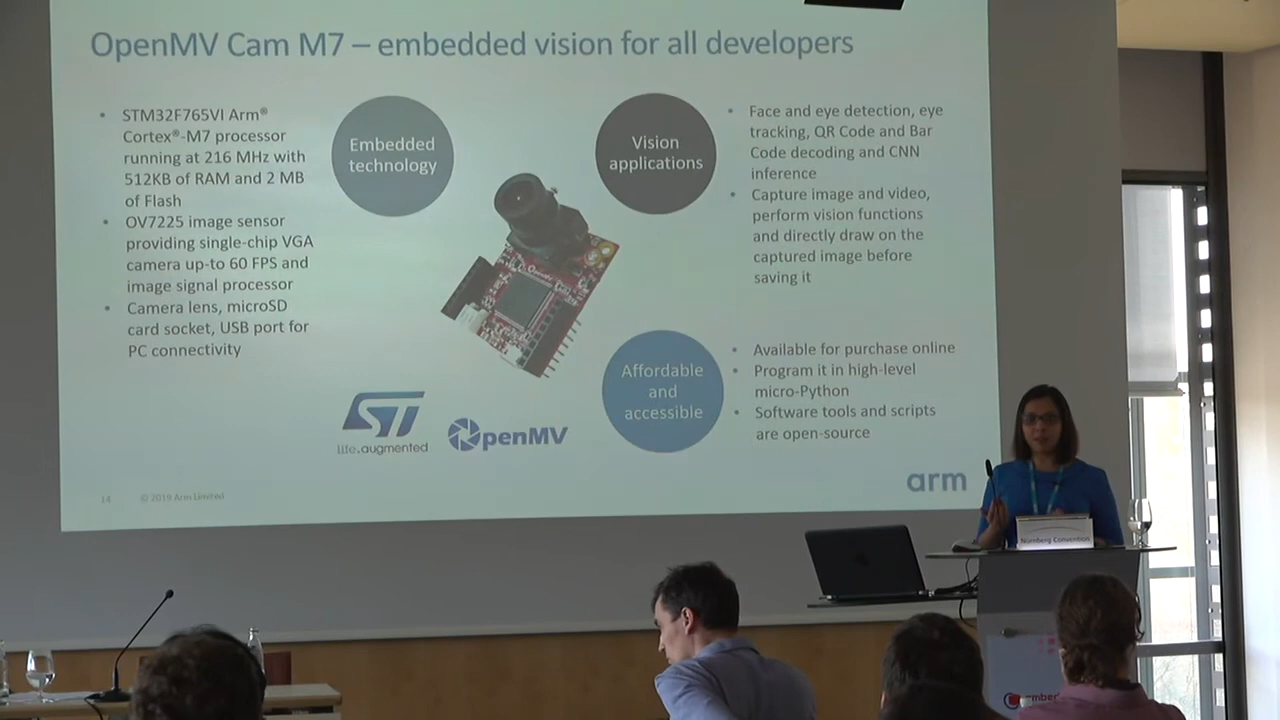 OpenMV Cam M7 – embedded vision for all developers
• STM32F765VI Arm®
Cortex®-M7 processor
running at 216 MHz with
512KB of RAM and 2 MB
of Flash
• OV7225 image sensor
providing single-chip VGA
camera up-to 60 FPS and
image signal processor
• Camera lens, microSD
card socket, USB port for
PC connectivity
Embedded
technology
Vision
applications
• Face and eye detection, eye
tracking, QR Code and Bar
Code decoding and CNN
inference
• Capture image and video,
perform vision functions
and directly draw on the
captured image before
saving it
Affordable
and
accessible
• Available for purchase online
• Program it in high-level
micro-Python
• Software tools and scripts
are open-source
ST
life.augmented
OpenMV
14 © 2019 Arm Limited
arm
Nürnberg Convention